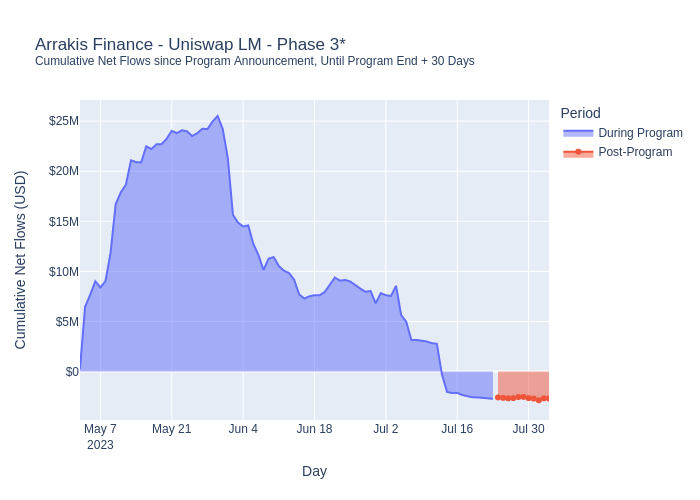 Arrakis Finance - Uniswap LM - Phase 3*
Cumulative Net Flows since Program Announcement, Until Program End + 30 Days
Period
During Program
Post-Program
Cumulative Net Flows (USD)
$25M
$20M
$15M
$10M
$5M
$0
May 7
2023
May 21
Jun 4
Jun 18
Jul 2
Jul 16
Jul 30
Day